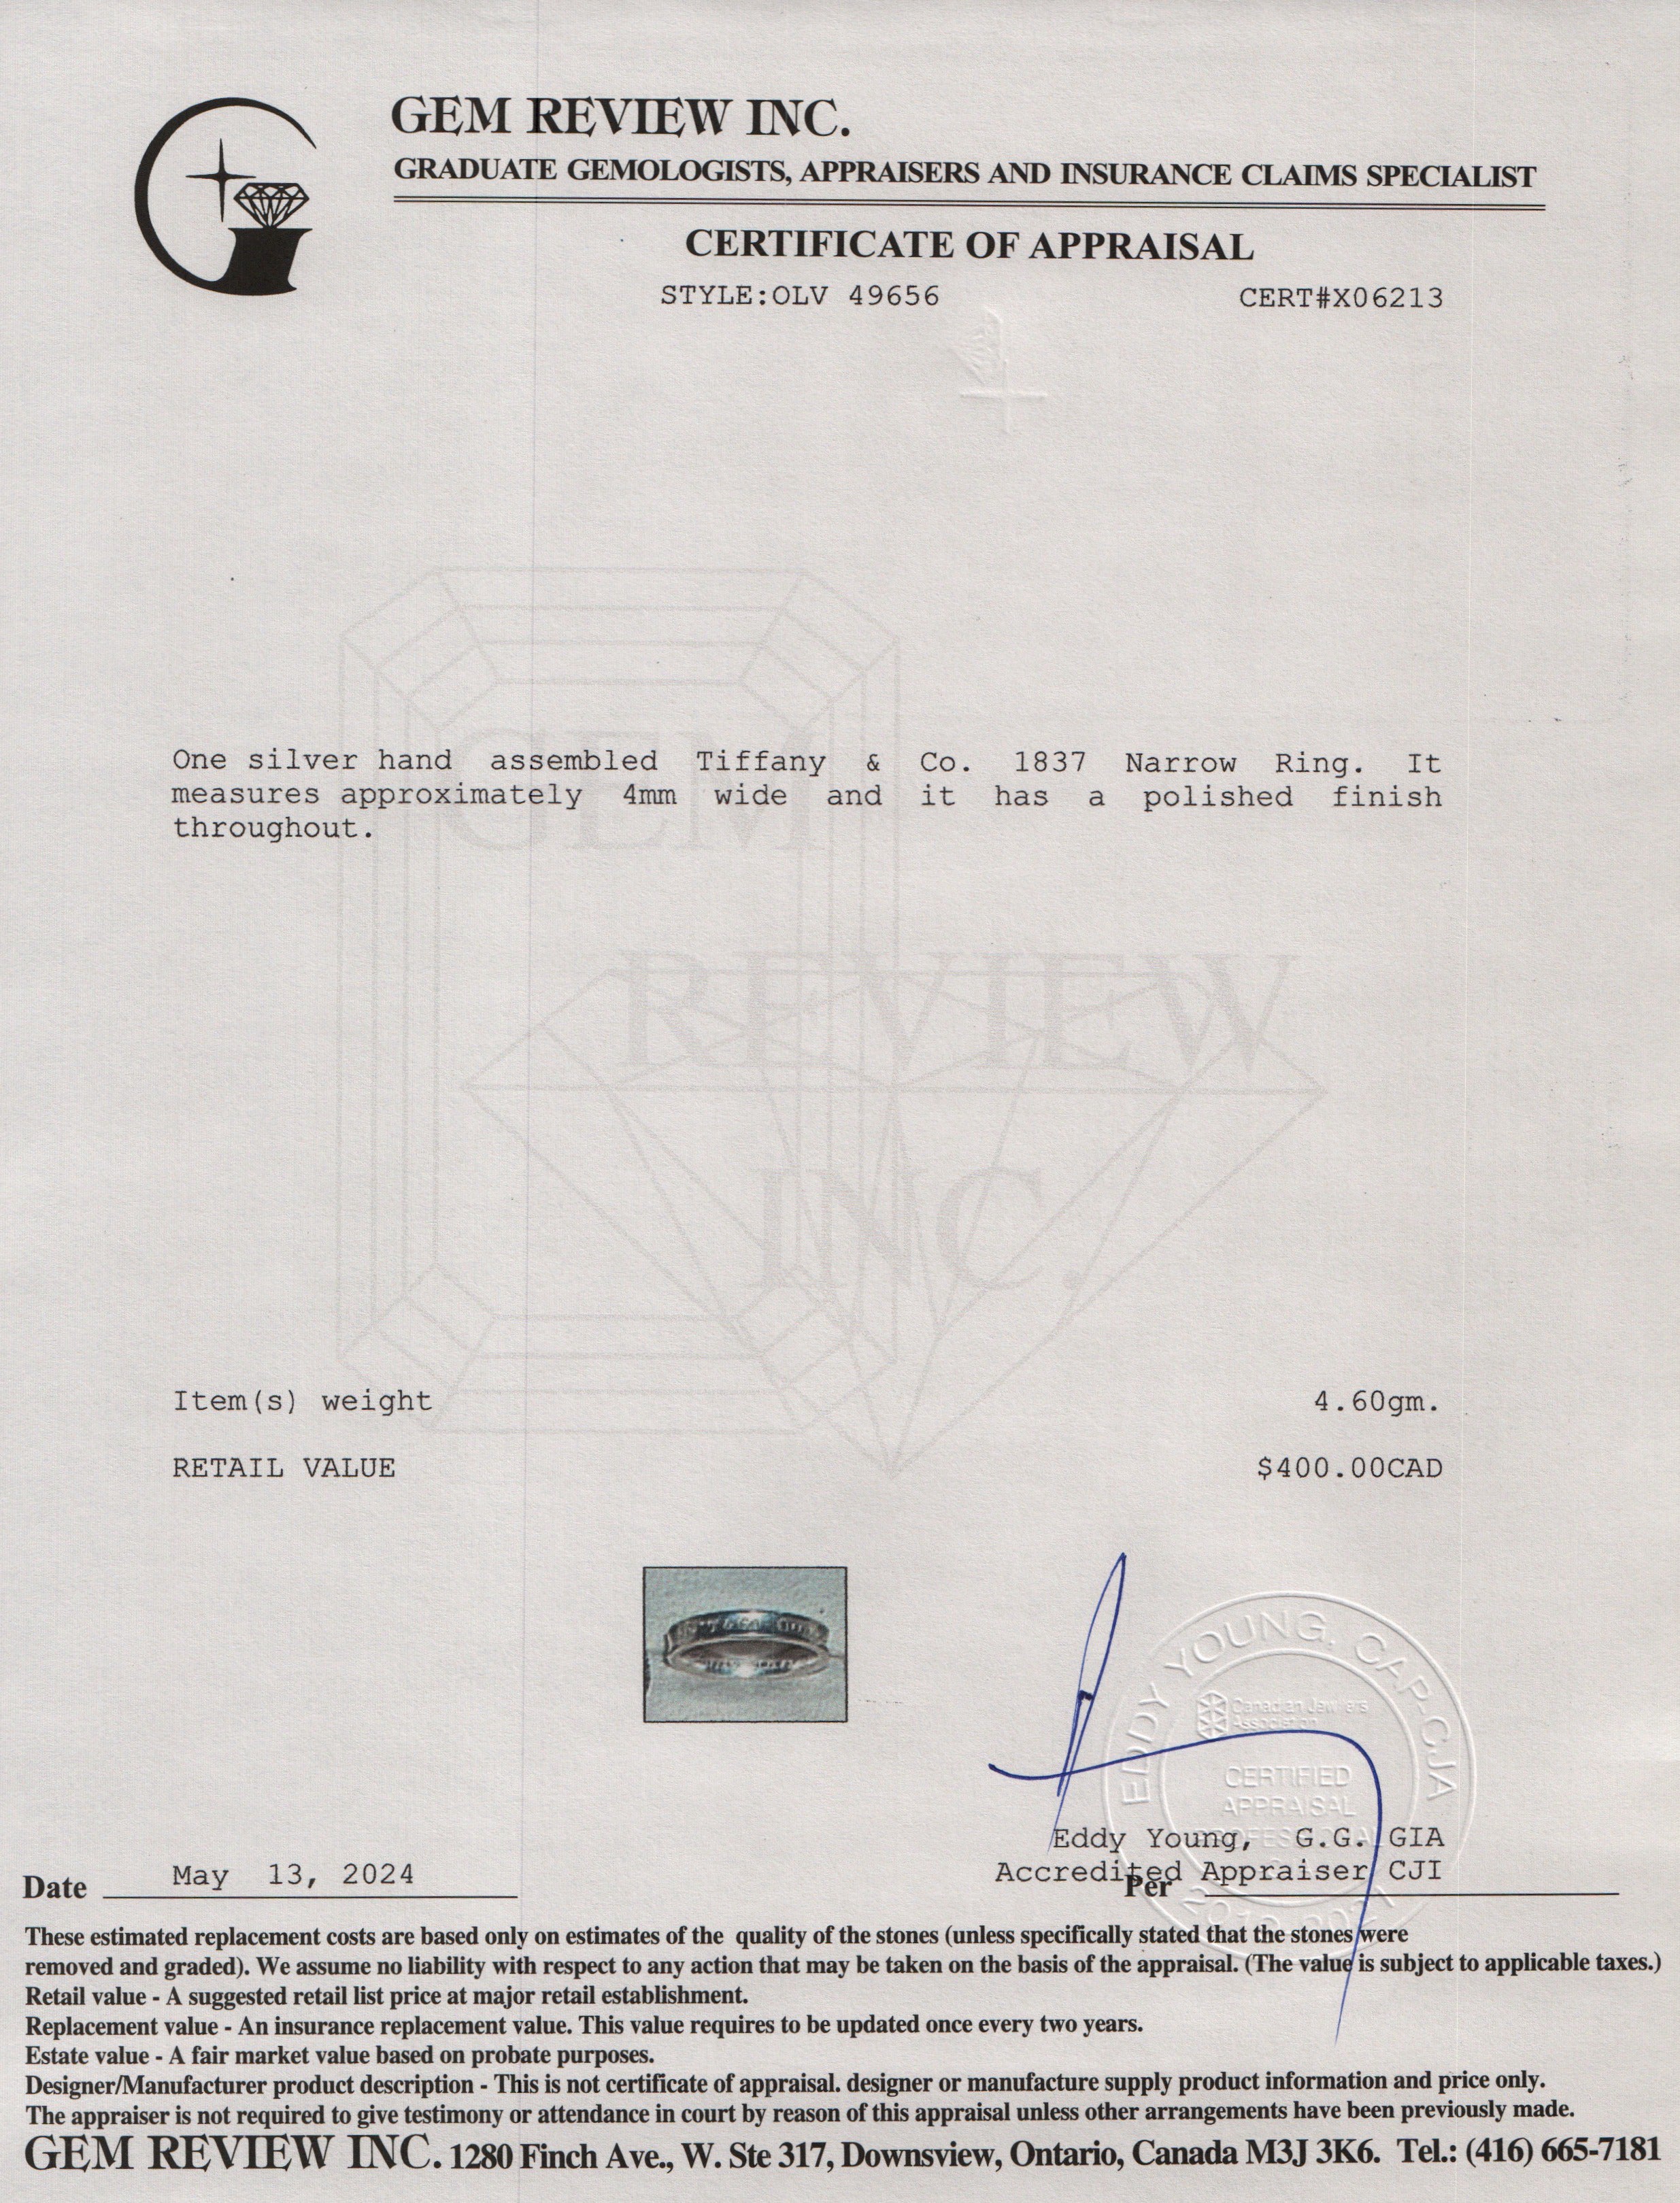 GEM REVIEW INC.
GRADUATE GEMOLOGISTS, APPRAISERS AND INSURANCE CLAIMS SPECIALIST
CERTIFICATE OF APPRAISAL
STYLE:OLV 49656 CERT#X06213
One silver hand assembled Tiffany & Co. 1837 Narrow Ring. It
measures approximately 4mm wide and it has a polished finish
throughout.
GEM
REVIEW
INC.
Item(s) weight 4.60gm.
RETAIL VALUE $400.00CAD
EDDY YOUNG, CAP-CJA
Canadian Jewellers
Association
CERTIFIED
APPRAISAL
PROFESSIONAL
Eddy Young, G.G. GIA
Accredited Appraiser CJI
Date May 13, 2024 Per
These estimated replacement costs are based only on estimates of the quality of the stones (unless specifically stated that the stones were
removed and graded). We assume no liability with respect to any action that may be taken on the basis of the appraisal. (The value is subject to applicable taxes.)
Retail value - A suggested retail list price at major retail establishment.
Replacement value - An insurance replacement value. This value requires to be updated once every two years.
Estate value - A fair market value based on probate purposes.
Designer/Manufacturer product description - This is not certificate of appraisal. designer or manufacture supply product information and price only.
The appraiser is not required to give testimony or attendance in court by reason of this appraisal unless other arrangements have been previously made.
GEM REVIEW INC. 1280 Finch Ave., W. Ste 317, Downsview, Ontario, Canada M3J 3K6. Tel.: (416) 665-7181